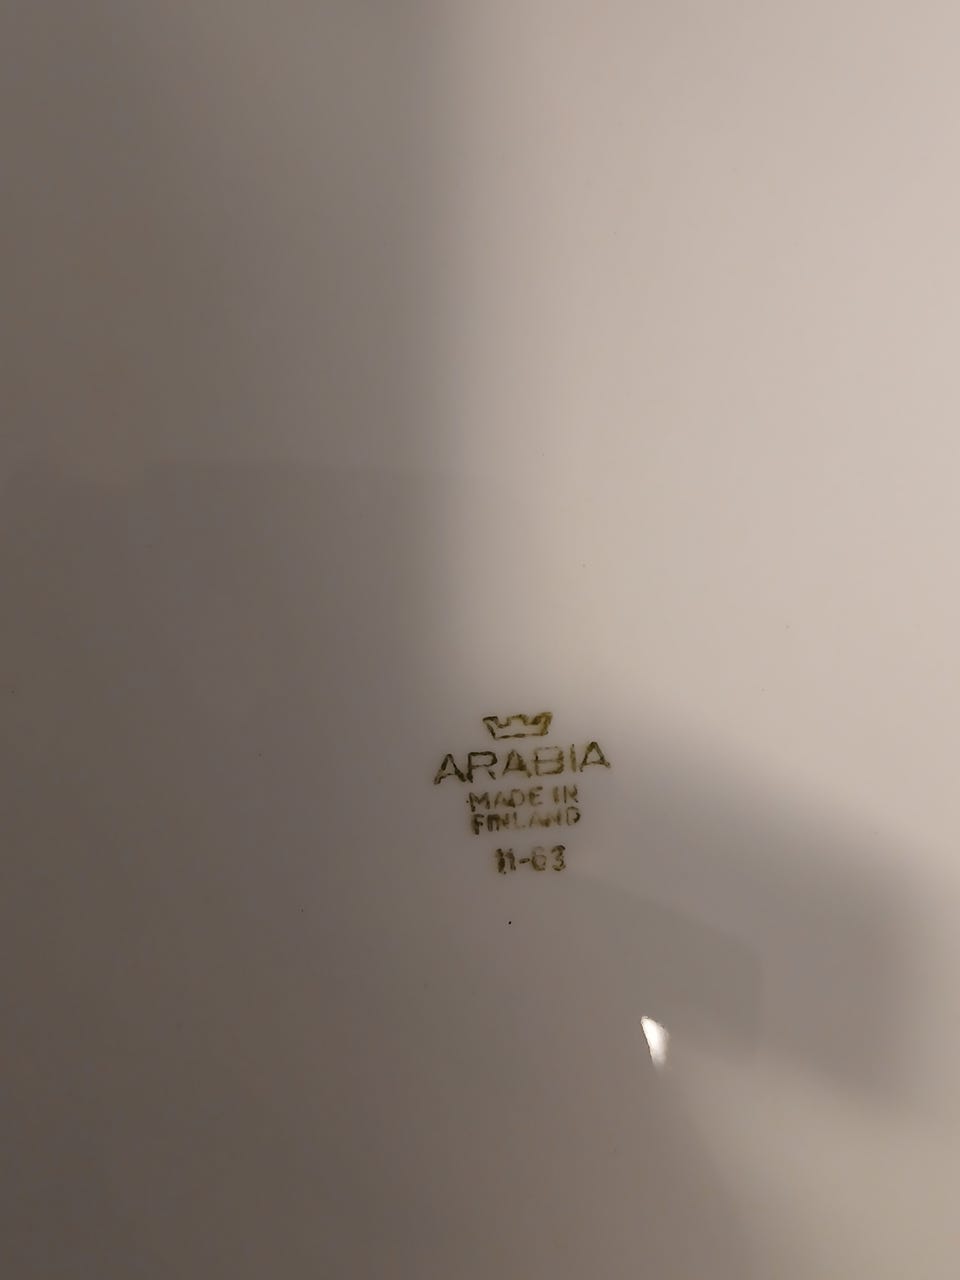 ARABIA
MADE IN
FINLAND
11-63